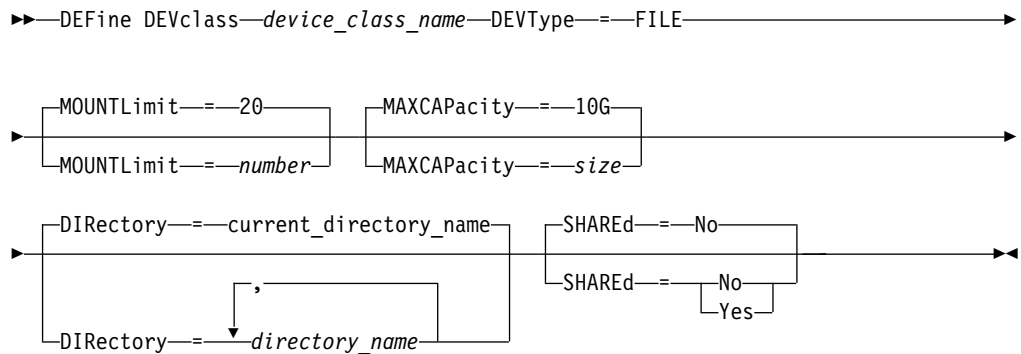 DEFine DEVclass device_class_name DEVType = FILE
MOUNTLimit = 20 MAXCAPacity = 10G
MOUNTLimit = number MAXCAPacity = size
DIRectory = current_directory_name SHAREd = No
SHAREd = No
,
Yes
DIRectory = directory_name